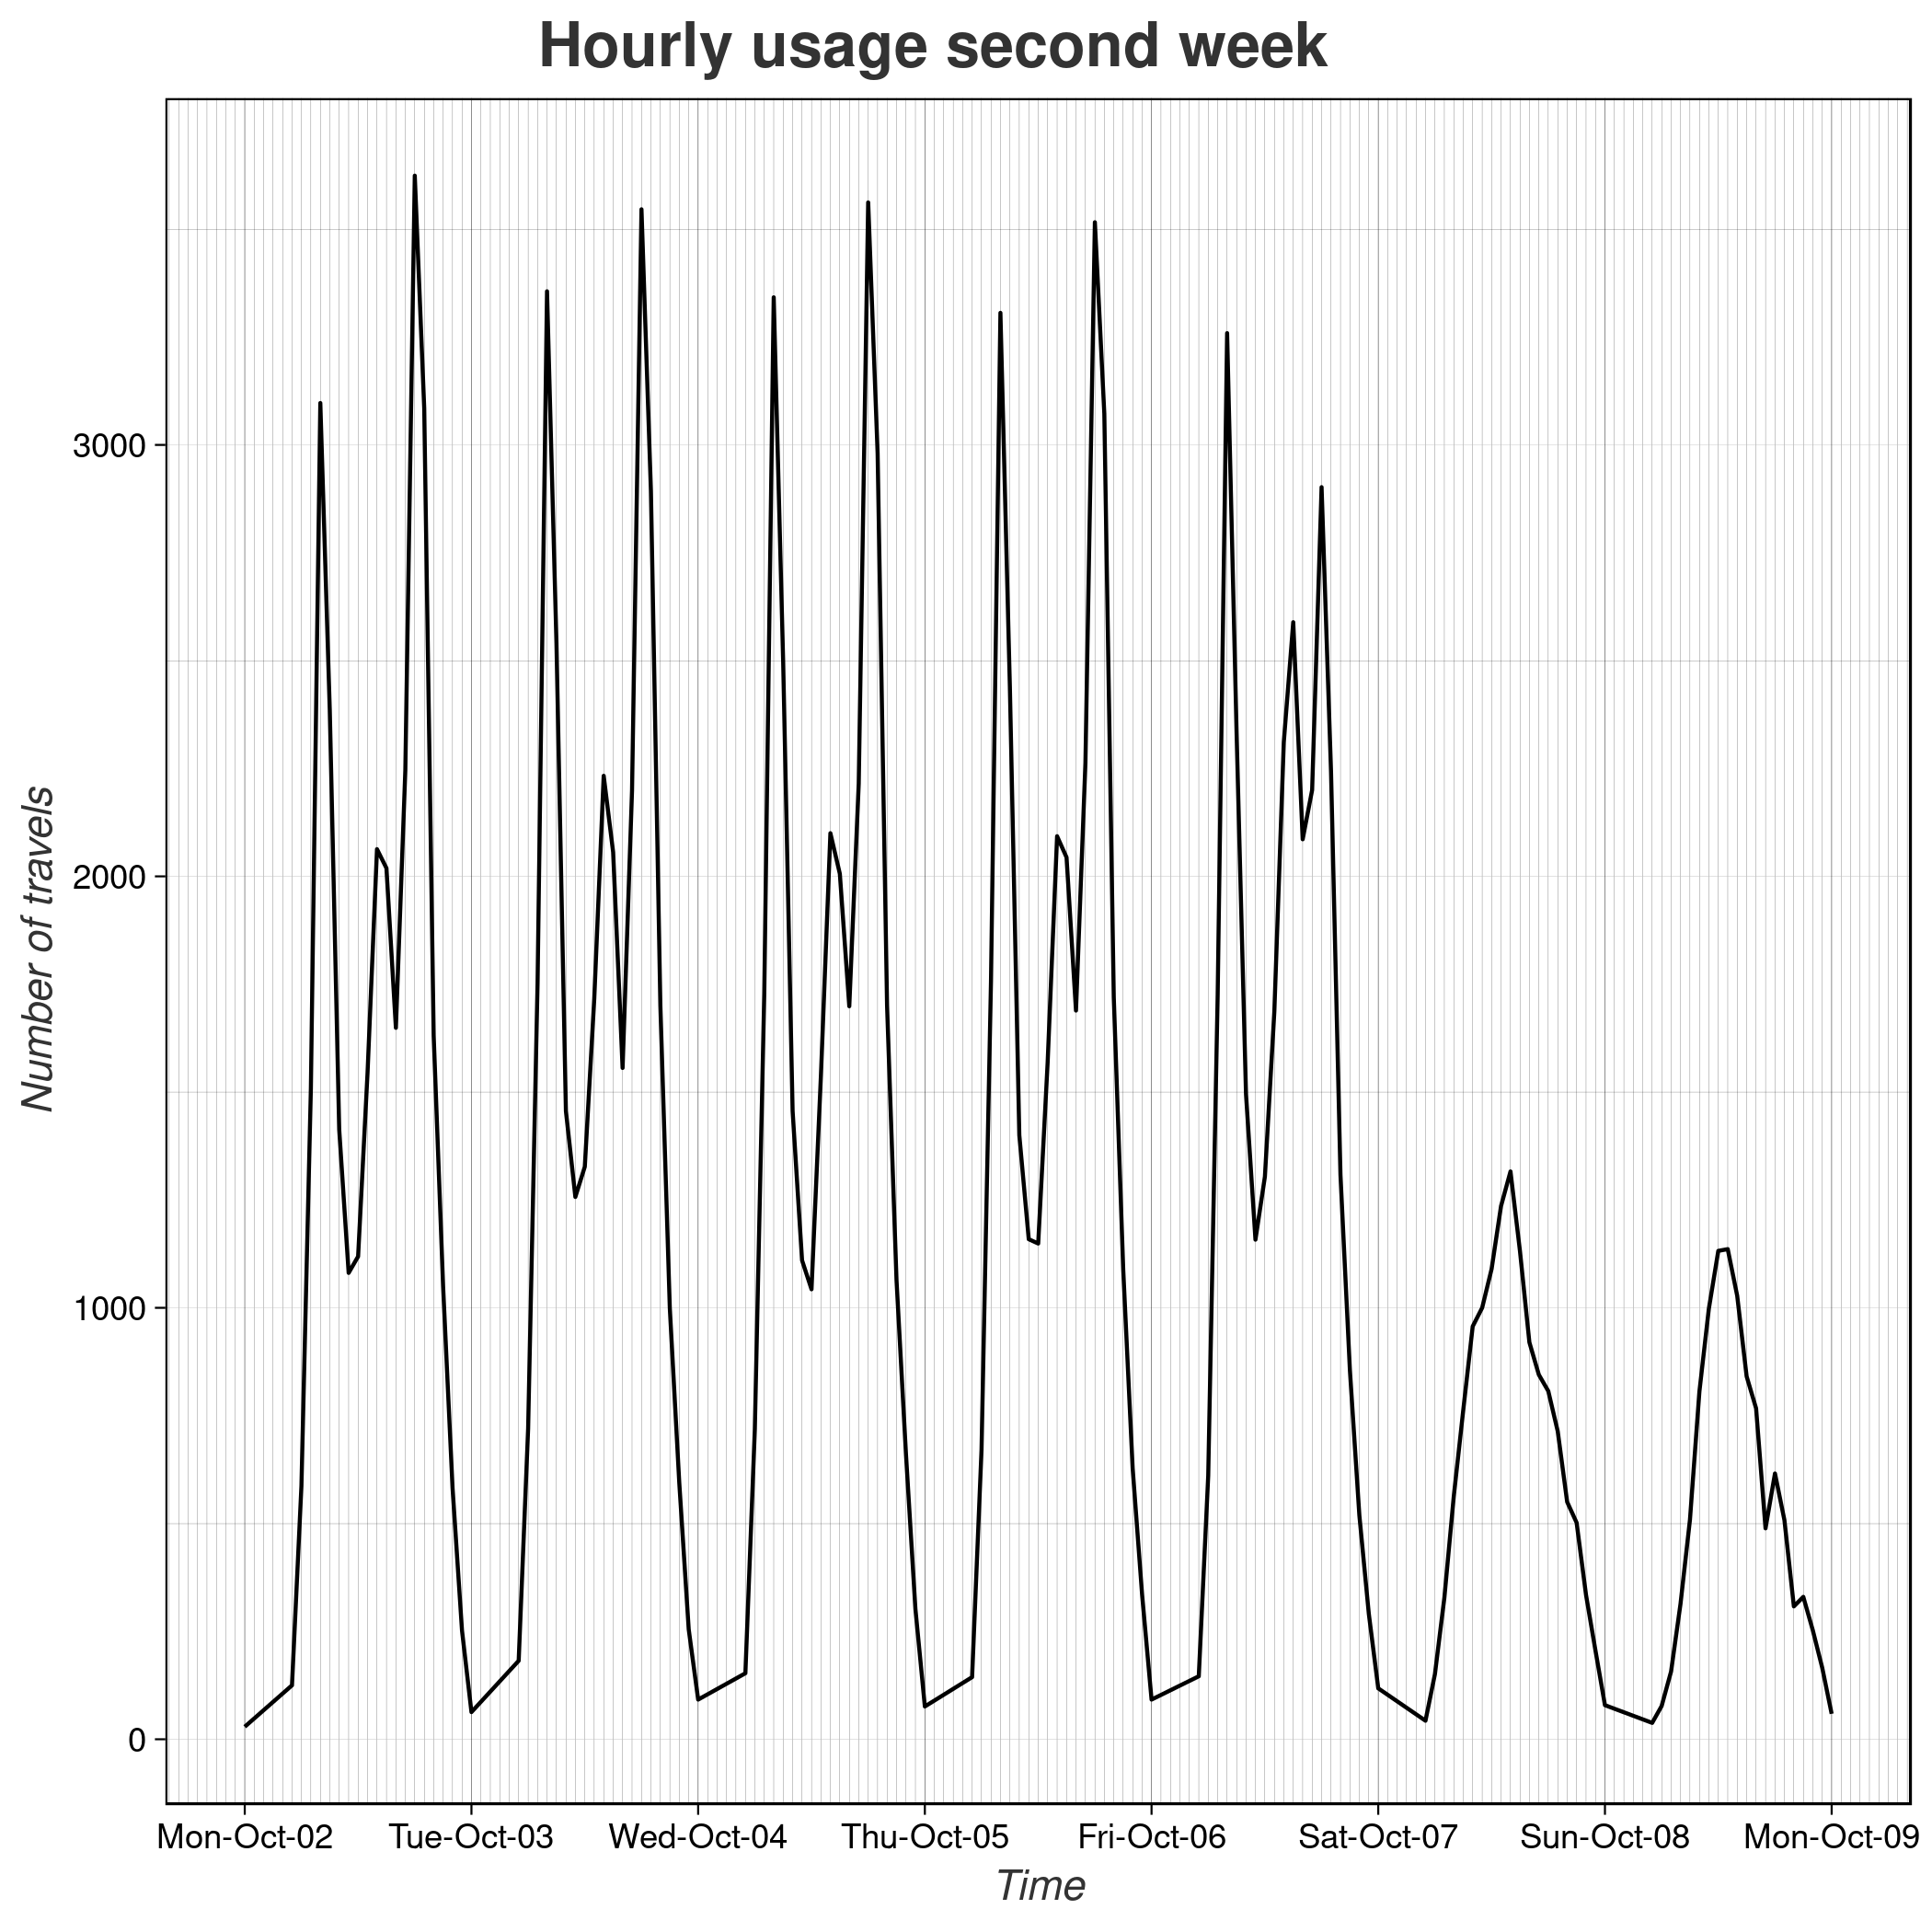 Hourly usage second week
Number of travels
3000
2000
1000
0
Mon-Oct-02 Tue-Oct-03 Wed-Oct-04 Thu-Oct-05 Fri-Oct-06 Sat-Oct-07 Sun-Oct-08 Mon-Oct-09
Time